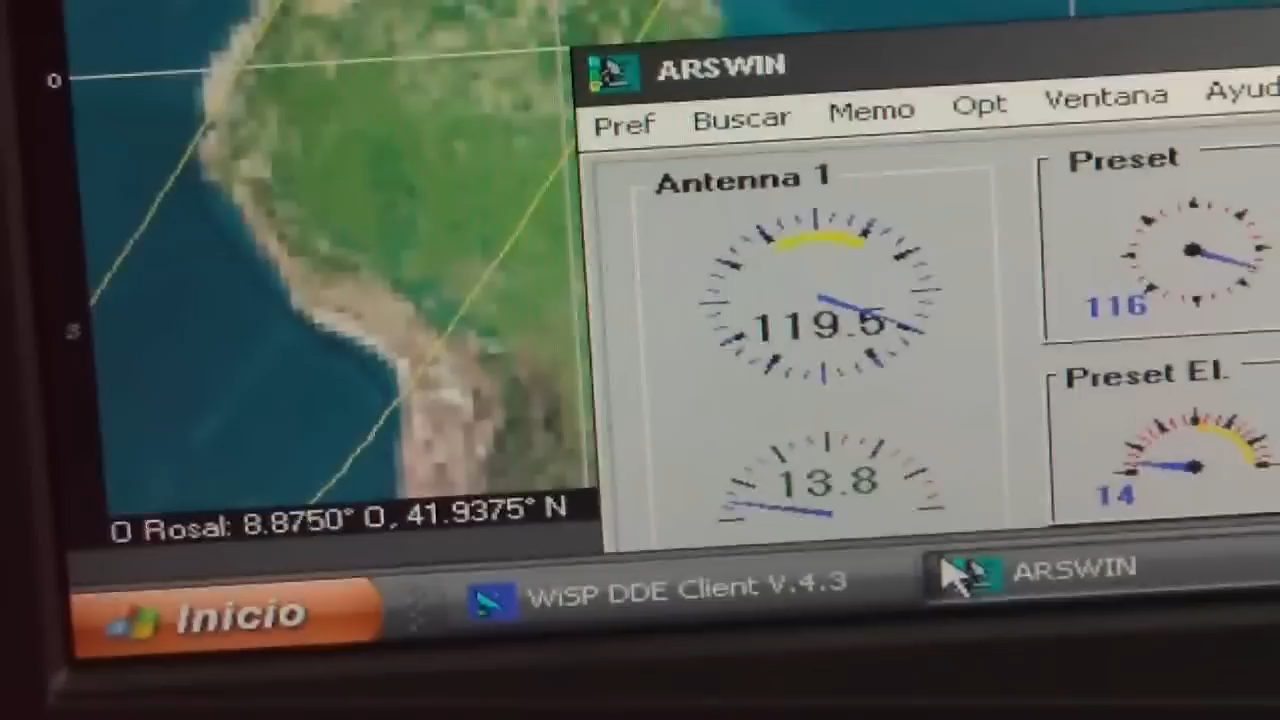 0
ARSWIN
Pref Buscar Memo Opt Ventana Ayud
Antenna 1
119.5
13.8
Preset
116
Preset El.
14
O Rosal: 8.8750° O, 41.9375° N
Inicio
WiSP DDE Client V.4.3
ARSWIN